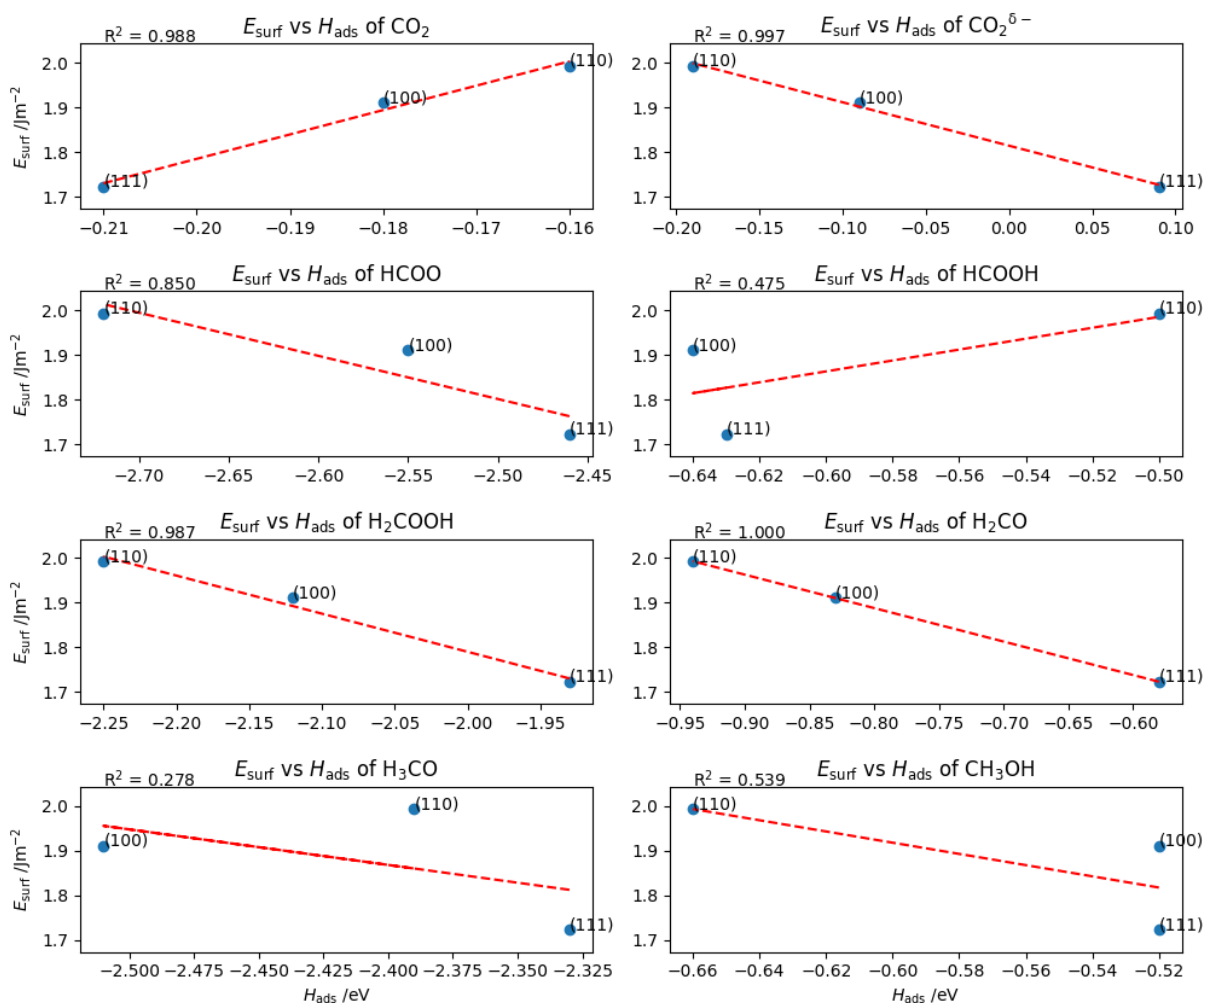 E_surf vs H_ads of CO₂
R² = 0.988
(110)
(100)
(111)
E_surf /Jm⁻²
2.0
1.9
1.8
1.7
−0.21 −0.20 −0.19 −0.18 −0.17 −0.16
E_surf vs H_ads of CO₂^δ−
R² = 0.997
(110)
(100)
(111)
2.0
1.9
1.8
1.7
−0.20 −0.15 −0.10 −0.05 0.00 0.05 0.10
E_surf vs H_ads of HCOO
R² = 0.850
(110)
(100)
(111)
E_surf /Jm⁻²
2.0
1.9
1.8
1.7
−2.70 −2.65 −2.60 −2.55 −2.50 −2.45
E_surf vs H_ads of HCOOH
R² = 0.475
(110)
(100)
(111)
2.0
1.9
1.8
1.7
−0.64 −0.62 −0.60 −0.58 −0.56 −0.54 −0.52 −0.50
E_surf vs H_ads of H₂COOH
R² = 0.987
(110)
(100)
(111)
E_surf /Jm⁻²
2.0
1.9
1.8
1.7
−2.25 −2.20 −2.15 −2.10 −2.05 −2.00 −1.95
E_surf vs H_ads of H₂CO
R² = 1.000
(110)
(100)
(111)
2.0
1.9
1.8
1.7
−0.95 −0.90 −0.85 −0.80 −0.75 −0.70 −0.65 −0.60
E_surf vs H_ads of H₃CO
R² = 0.278
(110)
(100)
(111)
E_surf /Jm⁻²
2.0
1.9
1.8
1.7
−2.500 −2.475 −2.450 −2.425 −2.400 −2.375 −2.350 −2.325
H_ads /eV
E_surf vs H_ads of CH₃OH
R² = 0.539
(110)
(100)
(111)
2.0
1.9
1.8
1.7
−0.66 −0.64 −0.62 −0.60 −0.58 −0.56 −0.54 −0.52
H_ads /eV